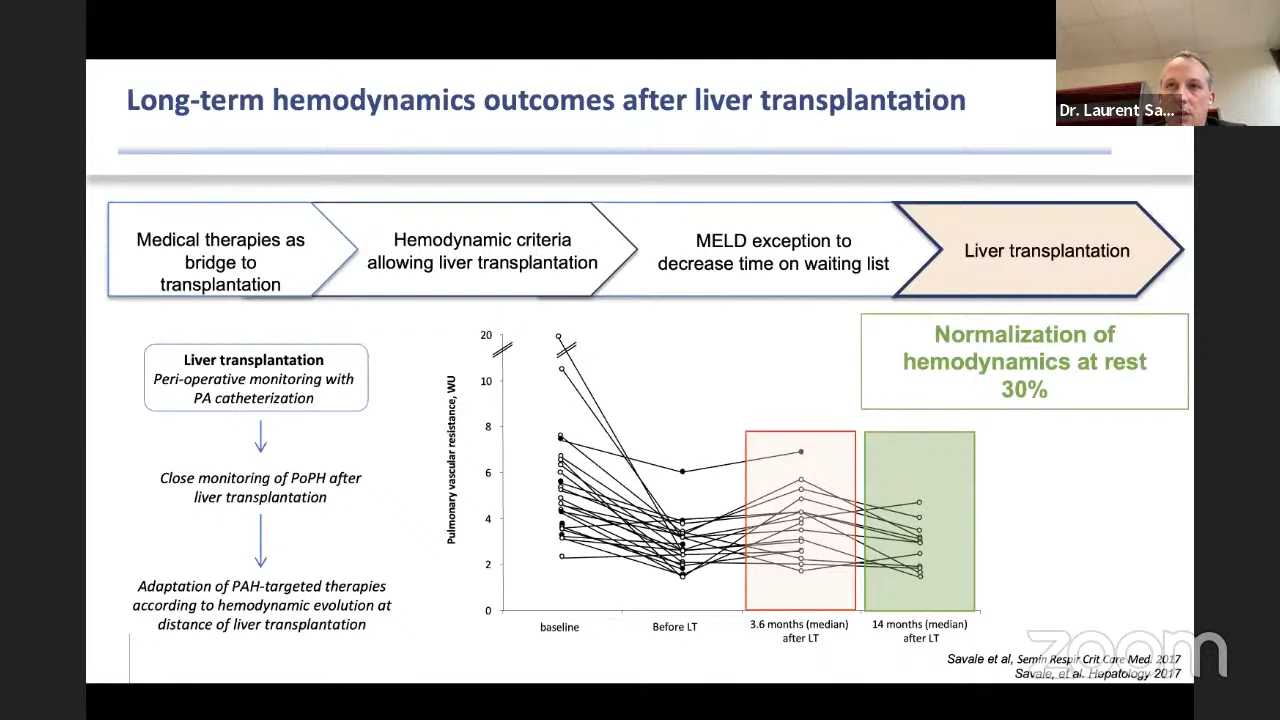 Long-term hemodynamics outcomes after liver transplantation
Dr. Laurent Sa...
Medical therapies as
bridge to
transplantation
Hemodynamic criteria
allowing liver transplantation
MELD exception to
decrease time on waiting list
Liver transplantation
Liver transplantation
Peri-operative monitoring with
PA catheterization
Close monitoring of PoPH after
liver transplantation
Adaptation of PAH-targeted therapies
according to hemodynamic evolution at
distance of liver transplantation
Pulmonary vascular resistance, WU
20
10
8
6
4
2
0
baseline
Before LT
3.6 months (median)
after LT
14 months (median)
after LT
Normalization of
hemodynamics at rest
30%
Savale et al, Semin Respir Crit Care Med. 2017
Savale, et al. Hepatology 2017
zoom